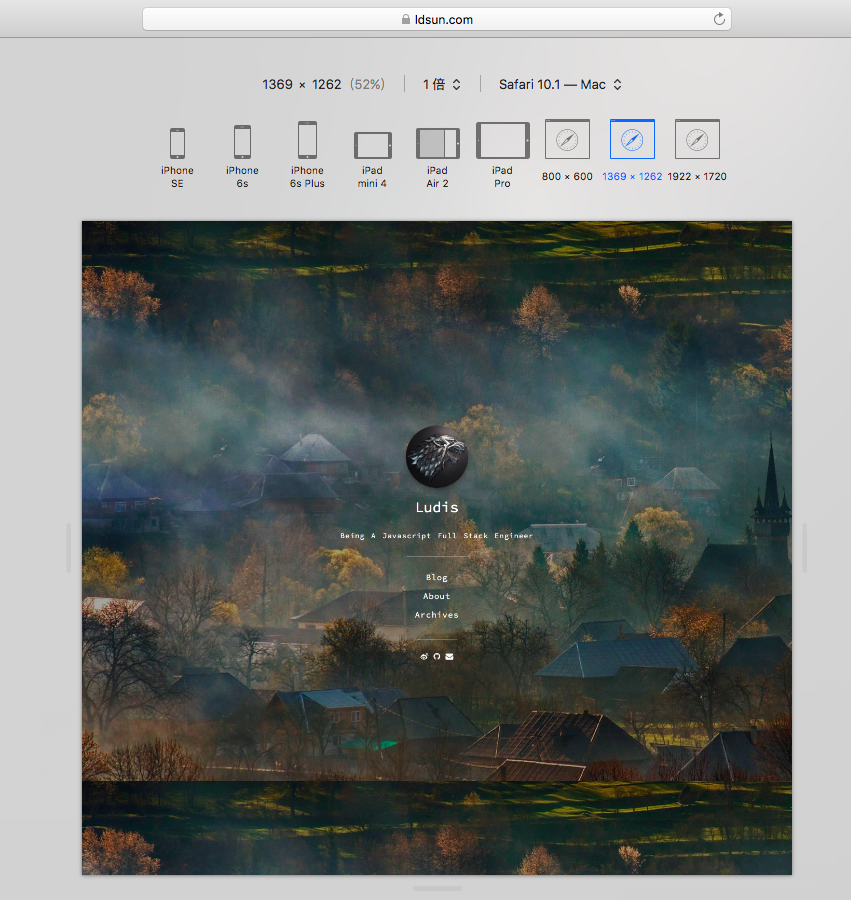 ldsun.com
1369 × 1262 (52%) 1 倍 Safari 10.1 — Mac
iPhone SE
iPhone 6s
iPhone 6s Plus
iPad mini 4
iPad Air 2
iPad Pro
800 × 600
1369 × 1262
1922 × 1720
Ludis
Being A Javascript Full Stack Engineer
Blog
About
Archives